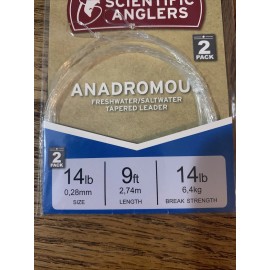 SCIENTIFIC
ANGLERS
2
PACK
ANADROMOU
FRESHWATER/SALTWATER
TAPERED LEADER
2
PACK
14lb
0,28mm
SIZE
9ft
2,74m
LENGTH
14lb
6,4kg
BREAK STRENGTH